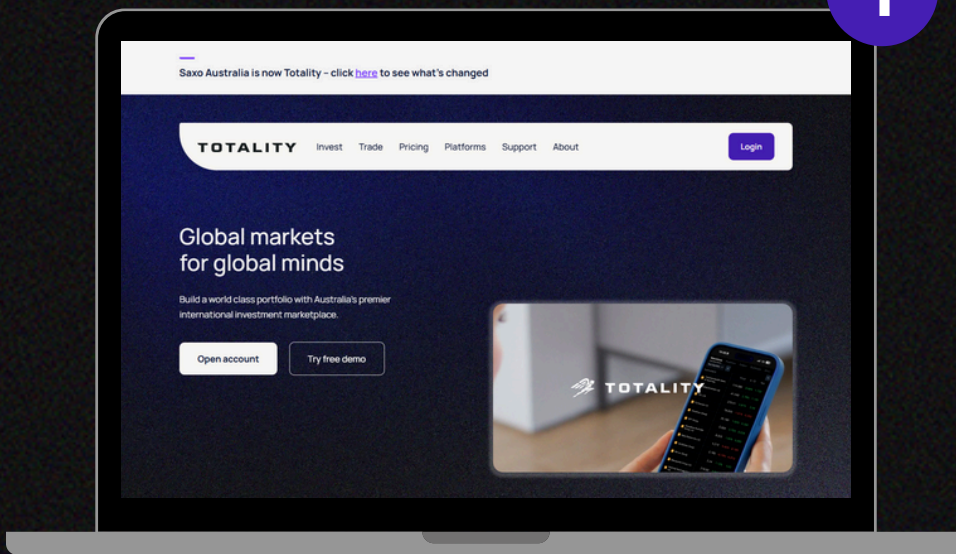 Saxo Australia is now Totality – click here to see what's changed
TOTALITY Invest Trade Pricing Platforms Support About Login
Global markets
for global minds
Build a world class portfolio with Australia's premier
international investment marketplace.
Open account Try free demo
TOTALITY